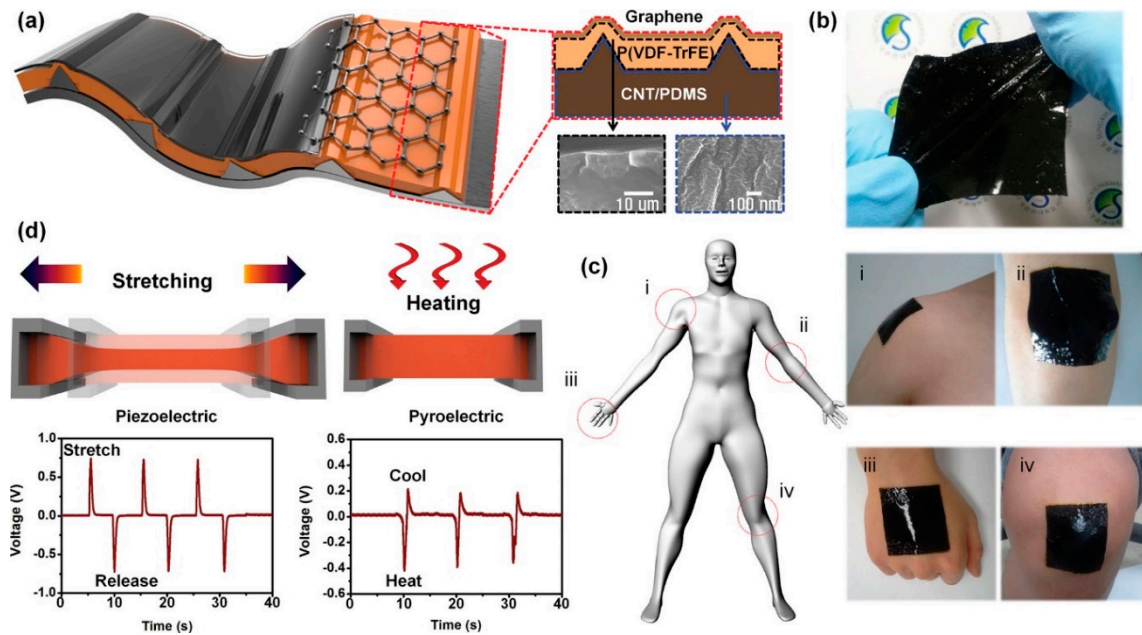 (a)
Graphene
P(VDF-TrFE)
CNT/PDMS
10 um
100 nm
(b)
(d)
Stretching
Heating
Piezoelectric
Pyroelectric
1.0
0.5
0.0
-0.5
-1.0
Voltage (V)
Stretch
Release
0 10 20 30 40
Time (s)
0.6
0.4
0.2
0.0
-0.2
-0.4
-0.6
Voltage (V)
Cool
Heat
0 10 20 30 40
Time (s)
(c)
i
ii
iii
iv
i
ii
iii
iv